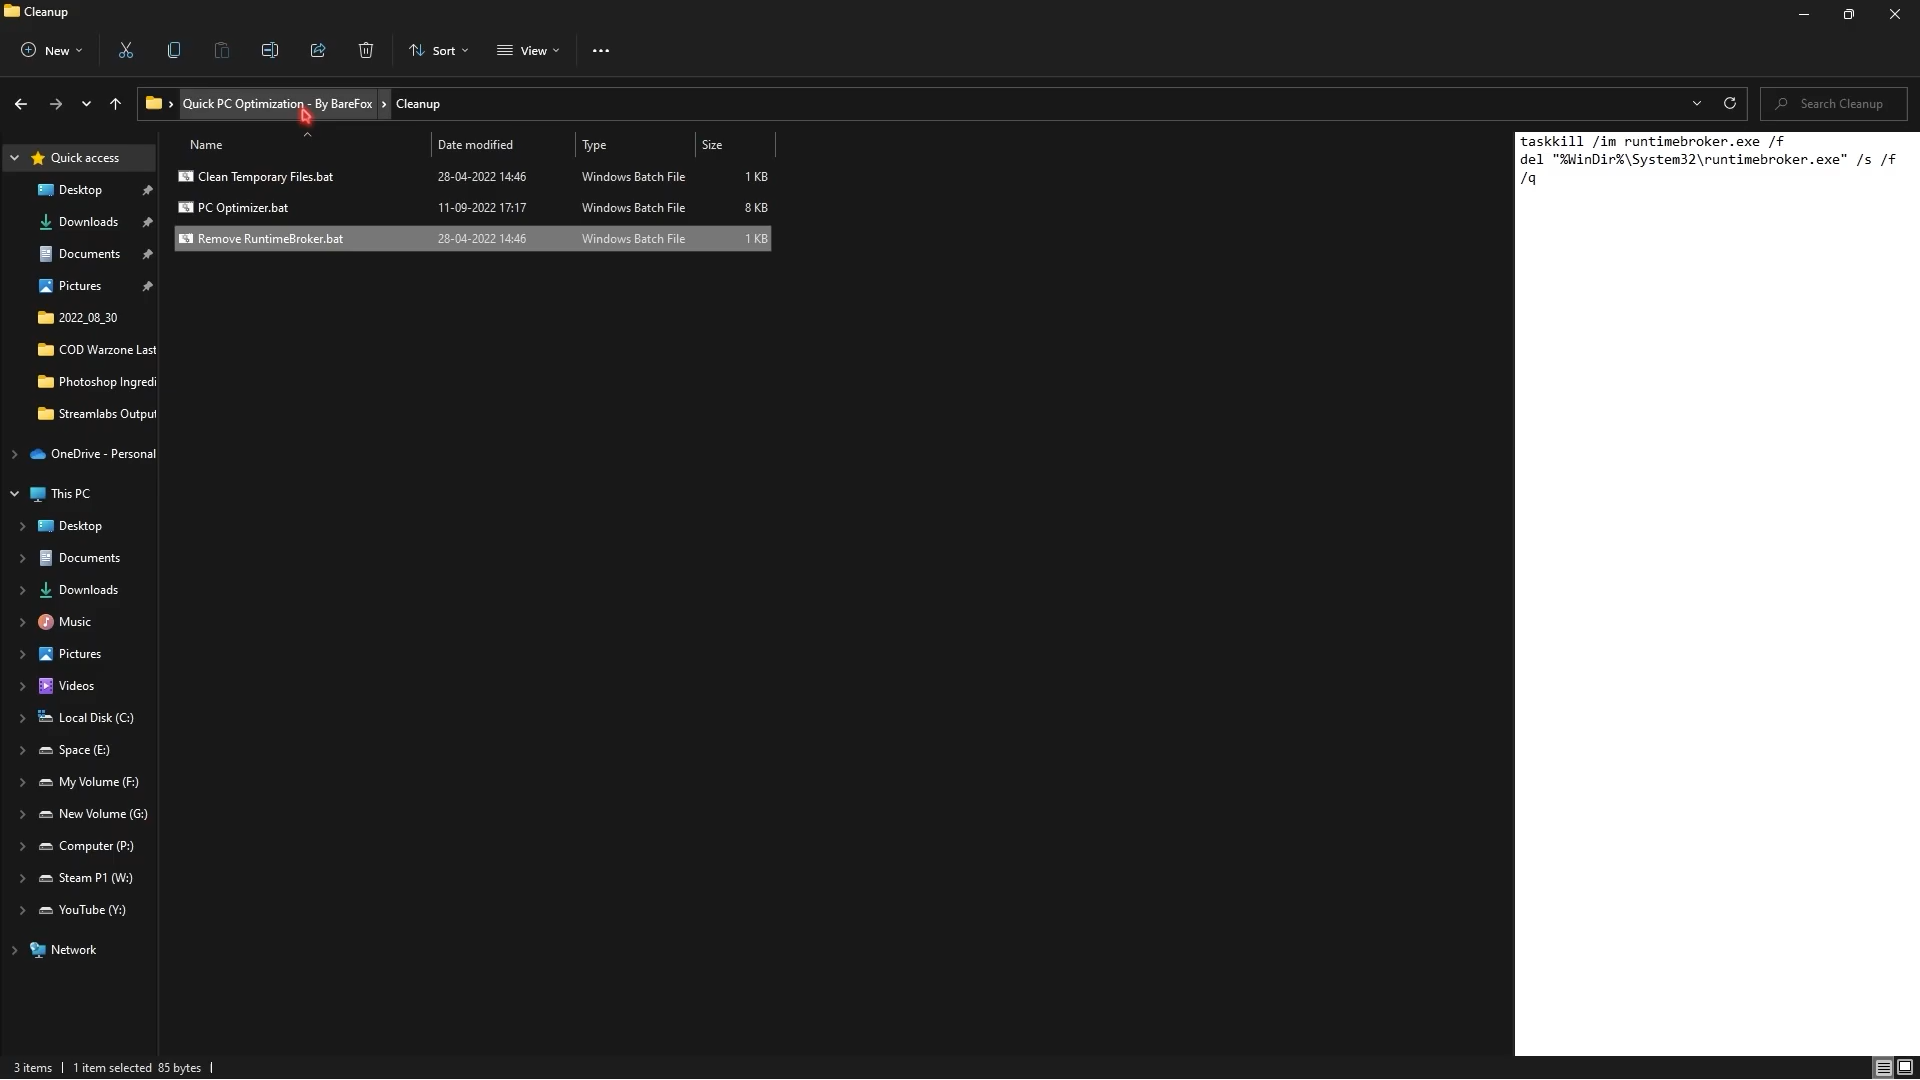 Cleanup
New
Sort
View
Quick PC Optimization - By BareFox
Cleanup
Search Cleanup
Name
Date modified
Type
Size
Clean Temporary Files.bat
28-04-2022 14:46
Windows Batch File
1 KB
PC Optimizer.bat
11-09-2022 17:17
Windows Batch File
8 KB
Remove RuntimeBroker.bat
28-04-2022 14:46
Windows Batch File
1 KB
Quick access
Desktop
Downloads
Documents
Pictures
2022_08_30
COD Warzone Last
Photoshop Ingredi
Streamlabs Output
OneDrive - Personal
This PC
Desktop
Documents
Downloads
Music
Pictures
Videos
Local Disk (C:)
Space (E:)
My Volume (F:)
New Volume (G:)
Computer (P:)
Steam P1 (W:)
YouTube (Y:)
Network
taskkill /im runtimebroker.exe /f
del "%WinDir%\System32\runtimebroker.exe" /s /f
/q
3 items
1 item selected 85 bytes